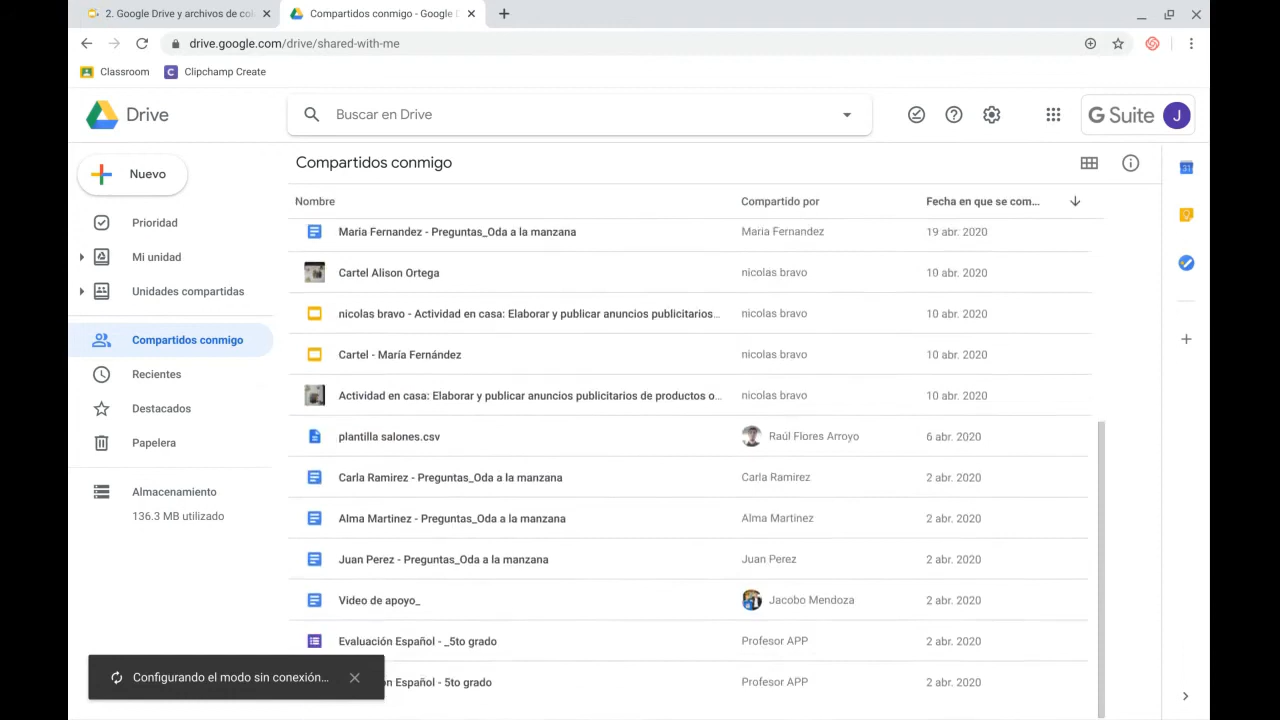 2. Google Drive y archivos de col
Compartidos conmigo - Google D
drive.google.com/drive/shared-with-me
Classroom
Clipchamp Create
Drive
Buscar en Drive
G Suite
J
Nuevo
Compartidos conmigo
31
Nombre
Compartido por
Fecha en que se com...
Prioridad
Mi unidad
Unidades compartidas
Compartidos conmigo
Recientes
Destacados
Papelera
Almacenamiento
136.3 MB utilizado
Maria Fernandez - Preguntas_Oda a la manzana
Maria Fernandez
19 abr. 2020
Cartel Alison Ortega
nicolas bravo
10 abr. 2020
nicolas bravo - Actividad en casa: Elaborar y publicar anuncios publicitarios...
nicolas bravo
10 abr. 2020
Cartel - María Fernández
nicolas bravo
10 abr. 2020
Actividad en casa: Elaborar y publicar anuncios publicitarios de productos o...
nicolas bravo
10 abr. 2020
plantilla salones.csv
Raúl Flores Arroyo
6 abr. 2020
Carla Ramirez - Preguntas_Oda a la manzana
Carla Ramirez
2 abr. 2020
Alma Martinez - Preguntas_Oda a la manzana
Alma Martinez
2 abr. 2020
Juan Perez - Preguntas_Oda a la manzana
Juan Perez
2 abr. 2020
Video de apoyo_
Jacobo Mendoza
2 abr. 2020
Evaluación Español - _5to grado
Profesor APP
2 abr. 2020
n Español - 5to grado
Profesor APP
2 abr. 2020
Configurando el modo sin conexión...